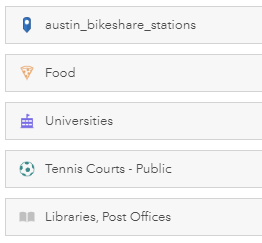 austin_bikeshare_stations
Food
Universities
Tennis Courts - Public
Libraries, Post Offices